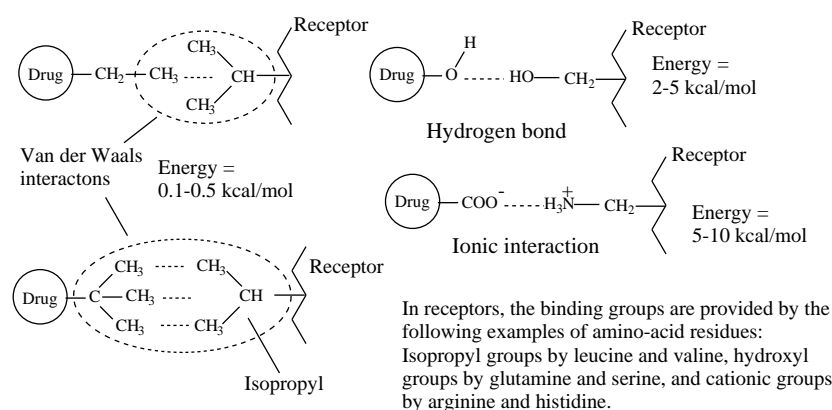 Receptor
CH3
Drug
CH2
CH3
CH
CH3
Van der Waals
interactons
Energy =
0.1-0.5 kcal/mol
Receptor
CH3
CH3
Drug
C
CH3
CH
CH3
CH3
Isopropyl
Receptor
H
Drug
O
HO
CH2
Energy =
2-5 kcal/mol
Hydrogen bond
Receptor
Drug
COO-
H3N+
CH2
Energy =
5-10 kcal/mol
Ionic interaction
In receptors, the binding groups are provided by the
following examples of amino-acid residues:
Isopropyl groups by leucine and valine, hydroxyl
groups by glutamine and serine, and cationic groups
by arginine and histidine.